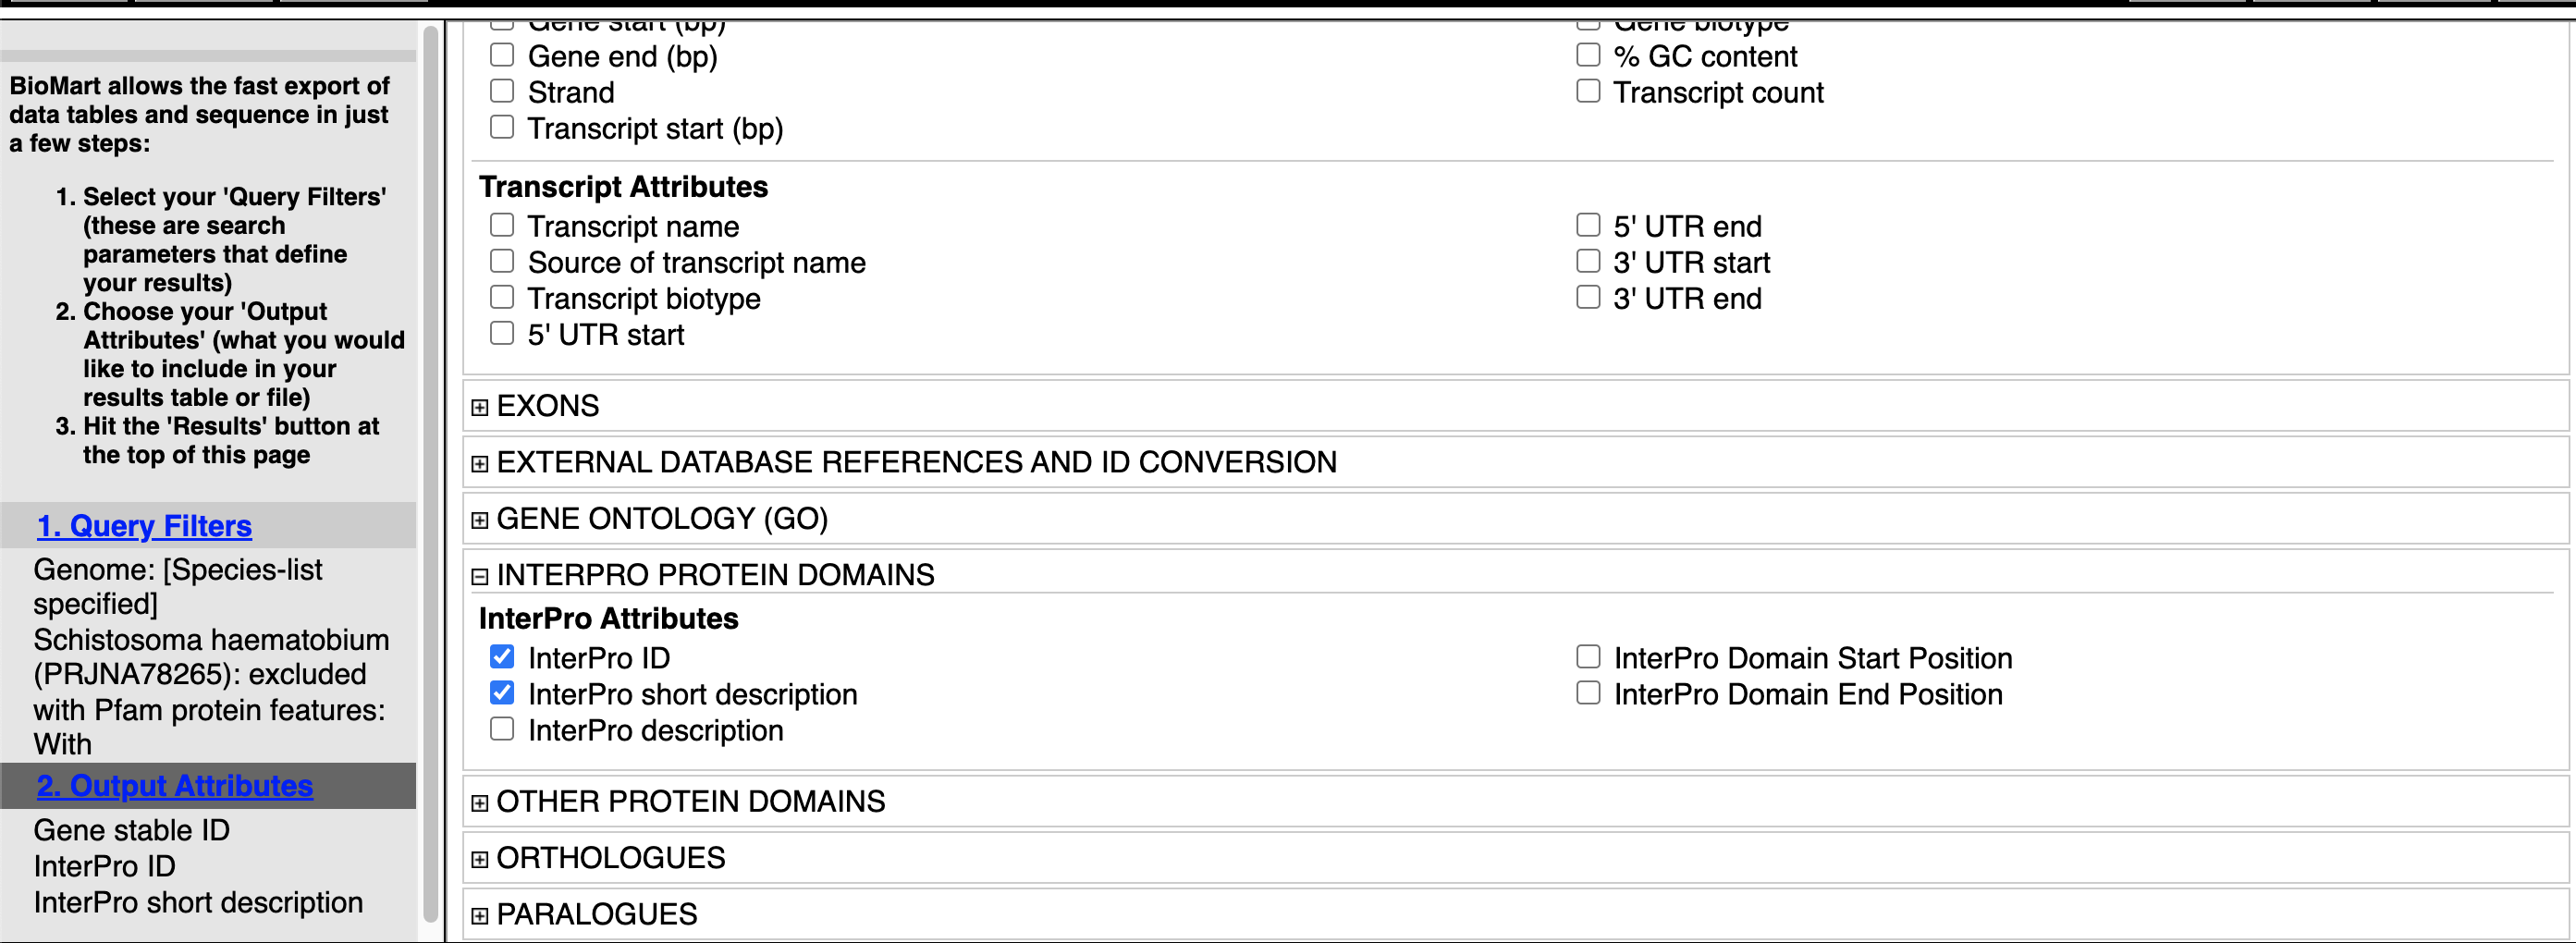 BioMart allows the fast export of
data tables and sequence in just
a few steps:
1. Select your 'Query Filters'
(these are search
parameters that define
your results)
2. Choose your 'Output
Attributes' (what you would
like to include in your
results table or file)
3. Hit the 'Results' button at
the top of this page
1. Query Filters
Genome: [Species-list
specified]
Schistosoma haematobium
(PRJNA78265): excluded
with Pfam protein features:
With
2. Output Attributes
Gene stable ID
InterPro ID
InterPro short description
Gene start (bp)
Gene end (bp)
Strand
Transcript start (bp)
Gene biotype
% GC content
Transcript count
Transcript Attributes
Transcript name
Source of transcript name
Transcript biotype
5' UTR start
5' UTR end
3' UTR start
3' UTR end
EXONS
EXTERNAL DATABASE REFERENCES AND ID CONVERSION
GENE ONTOLOGY (GO)
INTERPRO PROTEIN DOMAINS
InterPro Attributes
InterPro ID
InterPro short description
InterPro description
InterPro Domain Start Position
InterPro Domain End Position
OTHER PROTEIN DOMAINS
ORTHOLOGUES
PARALOGUES